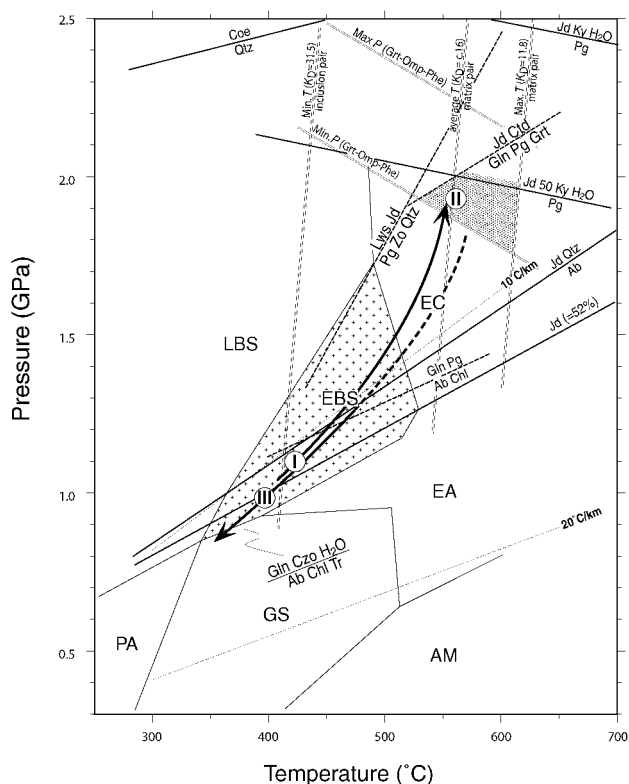 2.5
2.0
1.5
1.0
0.5
Pressure (GPa)
300
400
500
600
700
Temperature (˚C)
Coe
Qtz
Min. T (KD=31.5)
inclusion pair
Max P (Grt-Omp-Phe)
average T (KD= c.16)
matrix pair
Max. T (KD=11.8)
matrix pair
Jd Ky H2O
Pg
Min. P (Grt-Omp-Phe)
Jd Ctd
Gln Pg Grt
Jd 50 Ky H2O
Pg
II
Lws Jd
Pg Zo Qtz
Jd Qtz
Ab
10˚C/km
EC
Jd (=52%)
LBS
Gln Pg
Ab Chl
EBS
I
III
EA
20˚C/km
Gln Czo H2O
Ab Chl Tr
GS
PA
AM